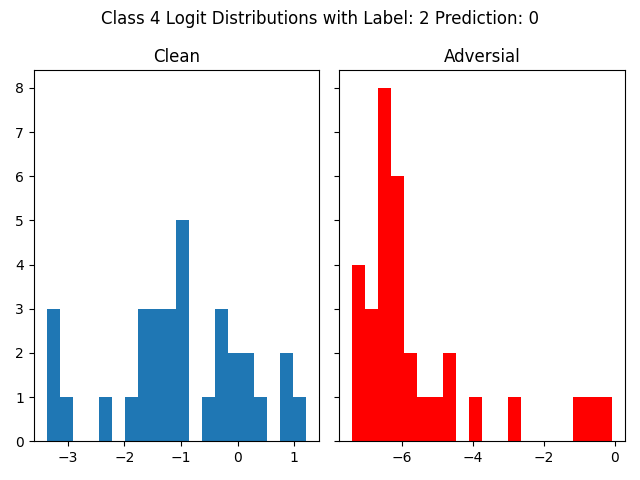 Class 4 Logit Distributions with Label: 2 Prediction: 0
Clean
Adversial
8
7
6
5
4
3
2
1
0
−3 −2 −1 0 1
−6 −4 −2 0